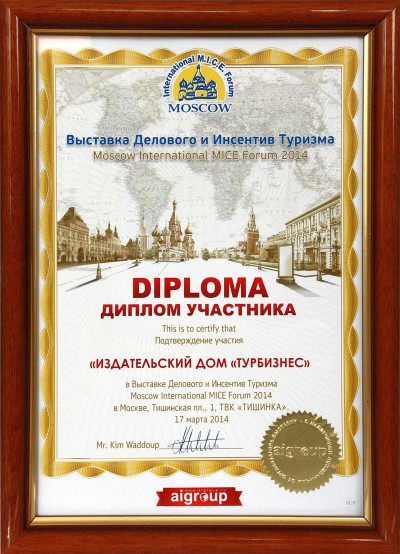 International M.I.C.E. Forum
MOSCOW
Выставка Делового и Инсентив Туризма
Moscow International MICE Forum 2014
DIPLOMA
ДИПЛОМ УЧАСТНИКА
This is to certify that
Подтверждение участия
«ИЗДАТЕЛЬСКИЙ ДОМ «ТУРБИЗНЕС»
в Выставке Делового и Инсентив Туризма
Moscow International MICE Forum 2014
в Москве, Тишинская пл., 1, ТВК «ТИШИНКА».
17 марта 2014
Mr. Kim Waddoup
aigroup
aigroup